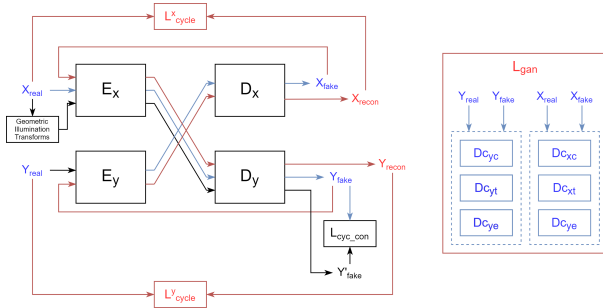 L^x_cycle
X_real
Geometric
Illumination
Transforms
E_x
D_x
X_fake
X_recon
Y_real
E_y
D_y
Y_recon
Y_fake
L_cyc_con
Y'_fake
L^y_cycle
L_gan
Y_real Y_fake X_real X_fake
Dc_yc Dc_xc
Dc_yt Dc_xt
Dc_ye Dc_ye